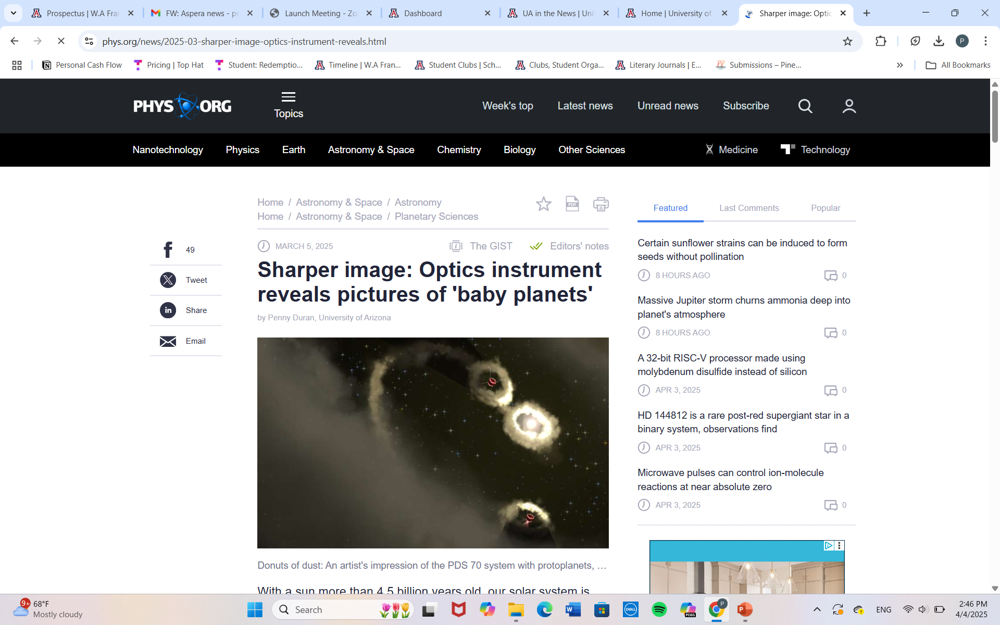 Prospectus | W.A Frar
FW: Aspera news - pe
Launch Meeting - Zo
Dashboard
UA in the News | Uni
Home | University of
Sharper image: Optic
phys.org/news/2025-03-sharper-image-optics-instrument-reveals.html
P
Personal Cash Flow
Pricing | Top Hat
Student: Redemptio...
Timeline | W.A Fran...
Student Clubs | Sch...
Clubs, Student Orga...
Literary Journals | E...
Submissions – Pine...
All Bookmarks
PHYS ORG
Topics
Week's top
Latest news
Unread news
Subscribe
Nanotechnology
Physics
Earth
Astronomy & Space
Chemistry
Biology
Other Sciences
Medicine
Technology
Home / Astronomy & Space / Astronomy
Home / Astronomy & Space / Planetary Sciences
PDF
49
Tweet
Share
Email
MARCH 5, 2025
The GIST
Editors' notes
Sharper image: Optics instrument
reveals pictures of 'baby planets'
by Penny Duran, University of Arizona
Donuts of dust: An artist's impression of the PDS 70 system with protoplanets, …
With a sun more than 4.5 billion years old, our solar system is
Featured
Last Comments
Popular
Certain sunflower strains can be induced to form
seeds without pollination
8 HOURS AGO
0
Massive Jupiter storm churns ammonia deep into
planet's atmosphere
8 HOURS AGO
0
A 32-bit RISC-V processor made using
molybdenum disulfide instead of silicon
APR 3, 2025
0
HD 144812 is a rare post-red supergiant star in a
binary system, observations find
APR 3, 2025
0
Microwave pulses can control ion-molecule
reactions at near absolute zero
APR 3, 2025
0
9+
68°F
Mostly cloudy
Search
DELL
M365
P
ENG
2:46 PM
4/4/2025